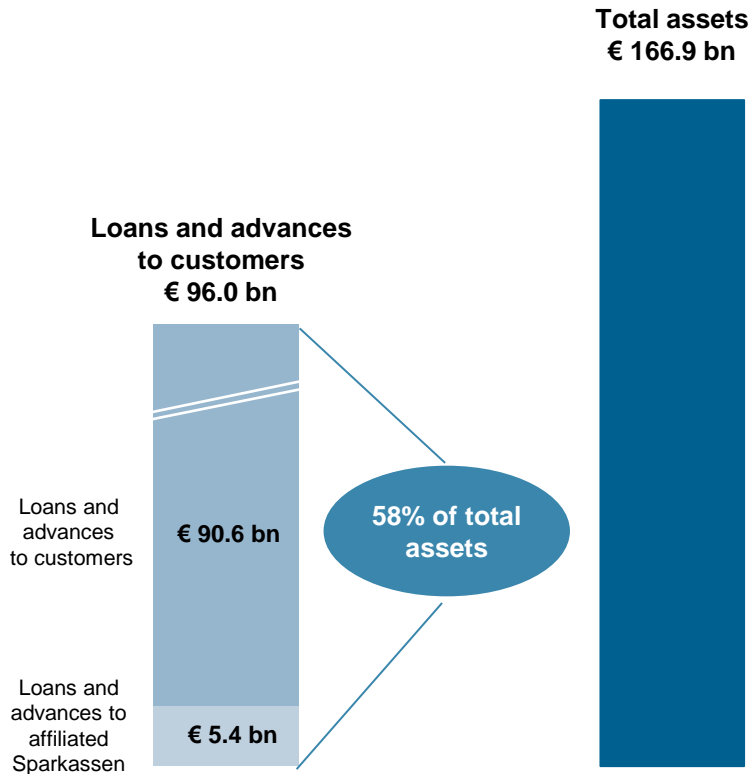 Total assets
€ 166.9 bn
Loans and advances
to customers
€ 96.0 bn
Loans and
advances
to customers
€ 90.6 bn
58% of total
assets
Loans and
advances to
affiliated
Sparkassen
€ 5.4 bn